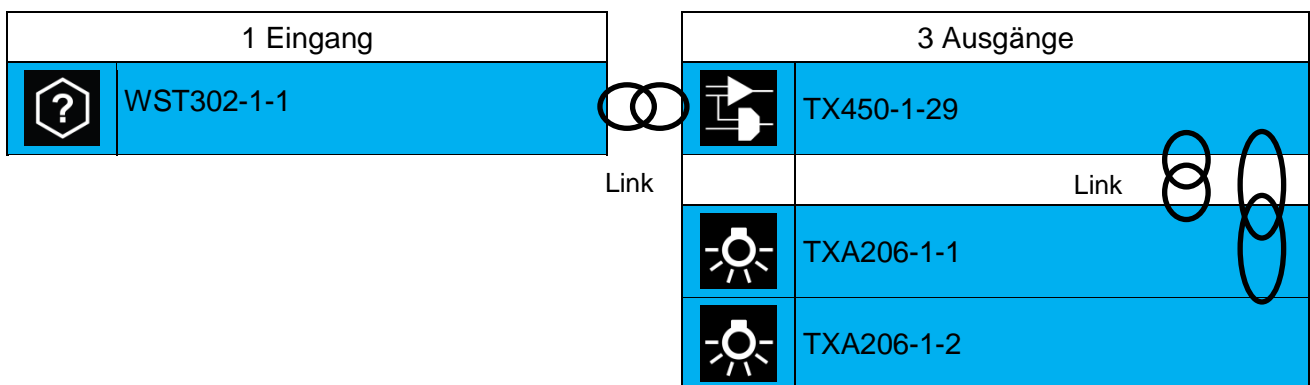 1 Eingang
3 Ausgänge
?
WST302-1-1
TX450-1-29
Link
Link
TXA206-1-1
TXA206-1-2